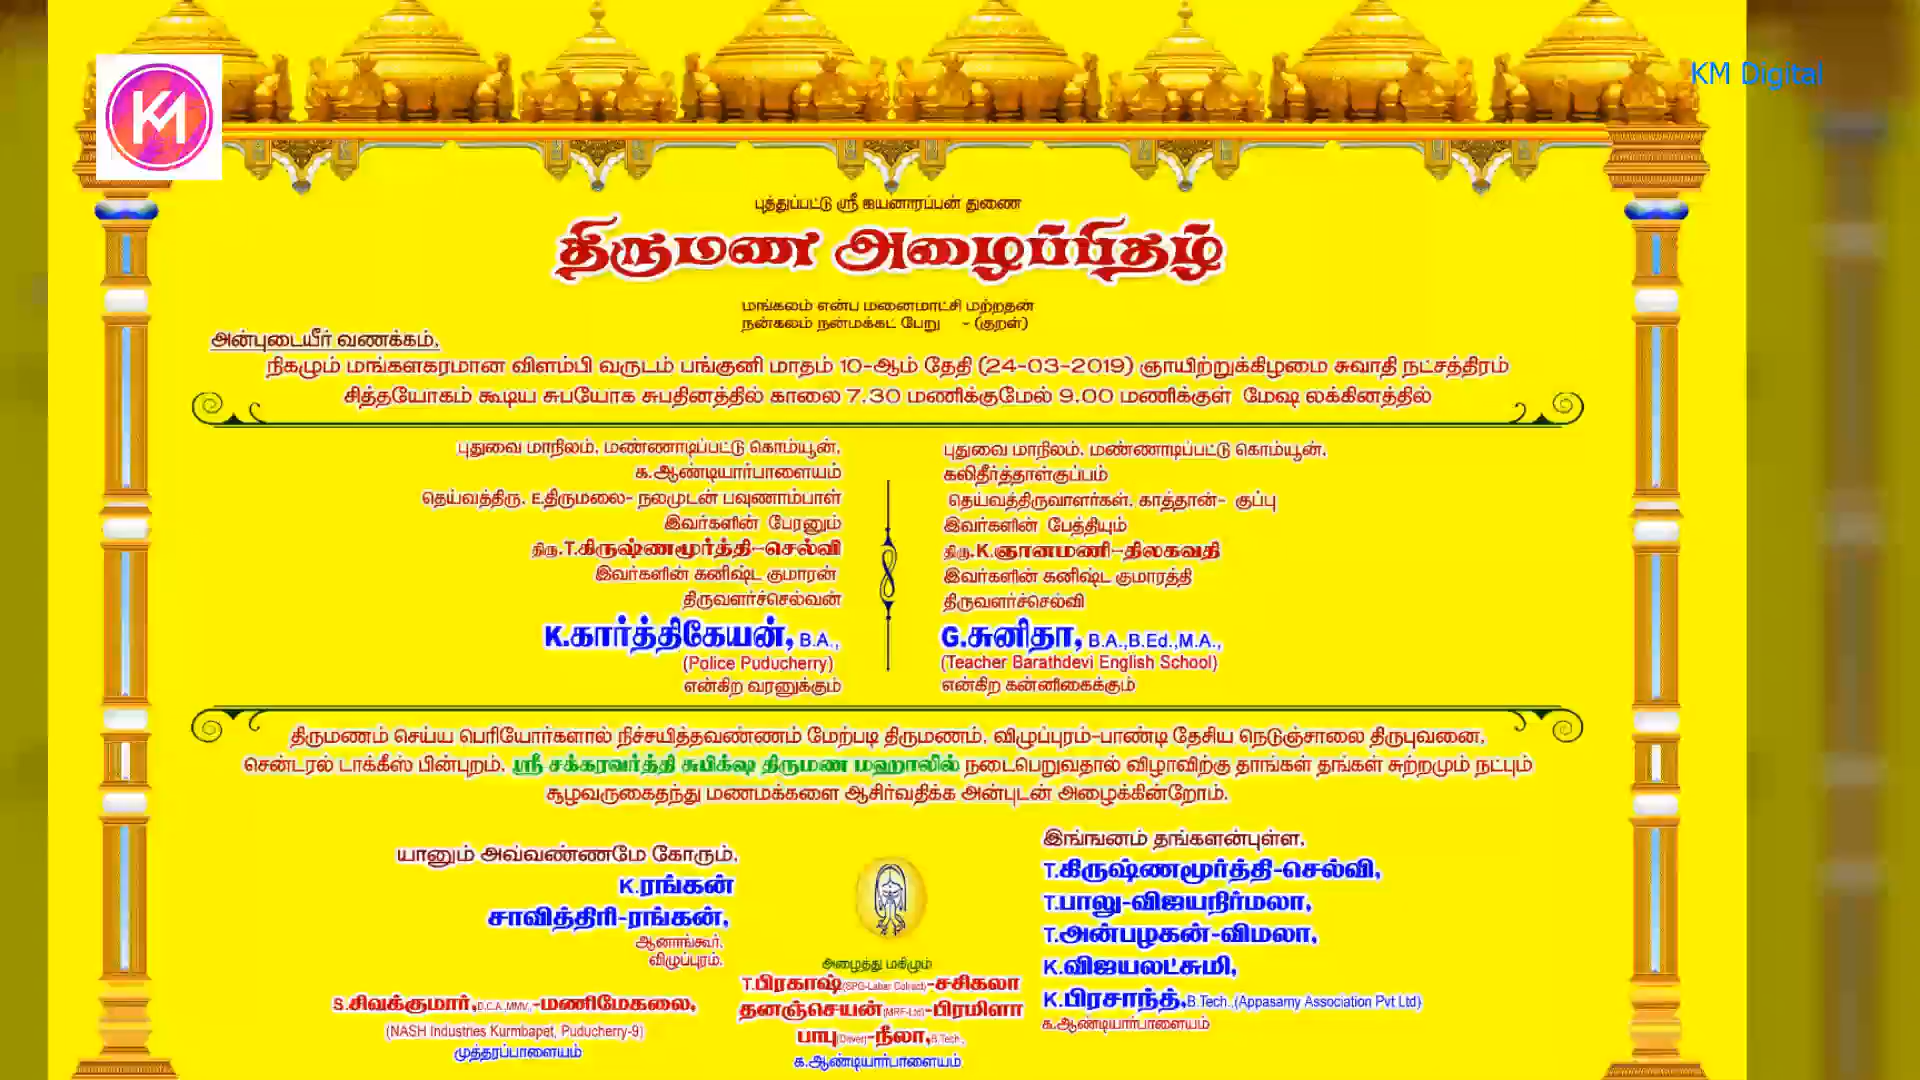 KM
KM Digital
புத்துப்பட்டு ஸ்ரீ ஐயனாரப்பன் துணை
திருமண அழைப்பிதழ்
மங்கலம் என்ப மனைமாட்சி மற்றதன்
நன்கலம் நன்மக்கட் பேறு - (குறள்)
அன்புடையீர் வணக்கம்,
நிகழும் மங்களகரமான விளம்பி வருடம் பங்குனி மாதம் 10-ஆம் தேதி (24-03-2019) ஞாயிற்றுக்கிழமை சுவாதி நட்சத்திரம்
சித்தயோகம் கூடிய சுபயோக சுபதினத்தில் காலை 7.30 மணிக்குமேல் 9.00 மணிக்குள் மேஷ லக்கினத்தில்
புதுவை மாநிலம், மண்ணாடிப்பட்டு கொம்யூன்,
க.ஆண்டியார்பாளையம்
தெய்வத்திரு. E.திருமலை- நலமுடன் பவுணாம்பாள்
இவர்களின் பேரனும்
திரு.T.கிருஷ்ணமூர்த்தி-செல்வி
இவர்களின் கனிஷ்ட குமாரன்
திருவளர்ச்செல்வன்
K.கார்த்திகேயன், B.A.,
(Police Puducherry)
என்கிற வரனுக்கும்
புதுவை மாநிலம், மண்ணாடிப்பட்டு கொம்யூன்,
கலிதீர்த்தாள்குப்பம்
தெய்வத்திருவாளர்கள். காத்தான்- குப்பு
இவர்களின் பேத்தியும்
திரு.K.ஞானமணி-திலகவதி
இவர்களின் கனிஷ்ட குமாரத்தி
திருவளர்ச்செல்வி
G.சுனிதா, B.A.,B.Ed.,M.A.,
(Teacher Barathdevi English School)
என்கிற கன்னிகைக்கும்
திருமணம் செய்ய பெரியோர்களால் நிச்சயித்தவண்ணம் மேற்படி திருமணம், விழுப்புரம்-பாண்டி தேசிய நெடுஞ்சாலை திருபுவனை,
சென்டரல் டாக்கீஸ் பின்புறம், ஸ்ரீ சக்கரவர்த்தி சுபிக்ஷ திருமண மஹாலில் நடைபெறுவதால் விழாவிற்கு தாங்கள் தங்கள் சுற்றமும் நட்பும்
சூழவருகைதந்து மணமக்களை ஆசிர்வதிக்க அன்புடன் அழைக்கின்றோம்.
யானும் அவ்வண்ணமே கோரும்,
K.ரங்கன்
சாவித்திரி-ரங்கன்,
ஆனாங்கூர்,
விழுப்புரம்.
S.சிவக்குமார்,D.C.A.,MMV.,-மணிமேகலை,
(NASH Industries Kurmbapet, Puducherry-9)
முத்தரப்பாளையம்
அழைத்து மகிழும்
T.பிரகாஷ்(SPG-Labar Cotract)-சசிகலா
தனஞ்செயன்(MRF-Ltd)-பிரமிளா
பாபு(Driver)-நீலா,B.Tech.,
க.ஆண்டியார்பாளையம்
இங்ஙனம் தங்களன்புள்ள,
T.கிருஷ்ணமூர்த்தி-செல்வி,
T.பாலு-விஜயநிர்மலா,
T.அன்பழகன்-விமலா,
K.விஜயலட்சுமி,
K.பிரசாந்த்,B.Tech.,(Appasamy Association Pvt Ltd)
க.ஆண்டியார்பாளையம்